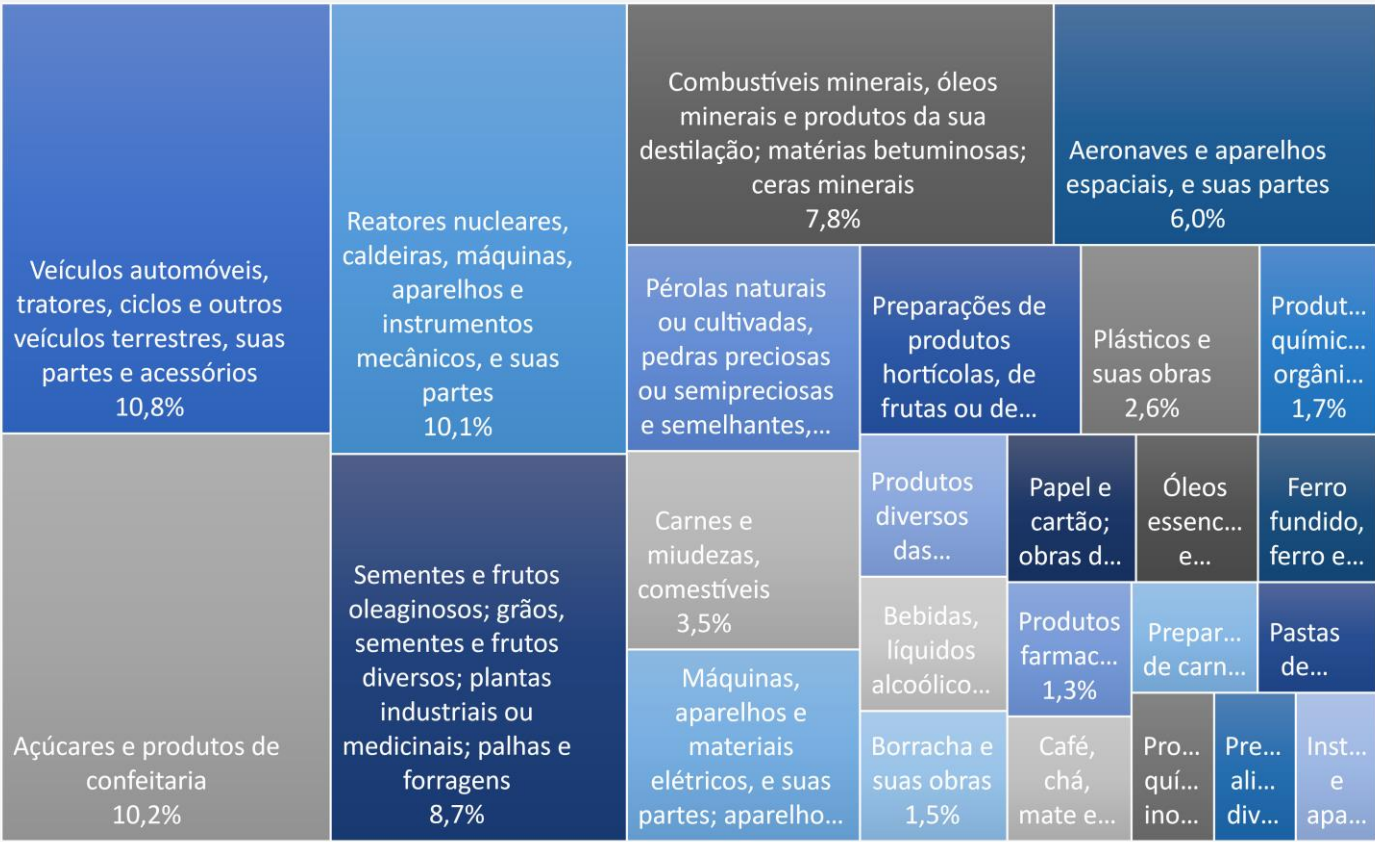 Veículos automóveis,
tratores, ciclos e outros
veículos terrestres, suas
partes e acessórios
10,8%
Açúcares e produtos de
confeitaria
10,2%
Reatores nucleares,
caldeiras, máquinas,
aparelhos e
instrumentos
mecânicos, e suas
partes
10,1%
Sementes e frutos
oleaginosos; grãos,
sementes e frutos
diversos; plantas
industriais ou
medicinais; palhas e
forragens
8,7%
Combustíveis minerais, óleos
minerais e produtos da sua
destilação; matérias betuminosas;
ceras minerais
7,8%
Aeronaves e aparelhos
espaciais, e suas partes
6,0%
Pérolas naturais
ou cultivadas,
pedras preciosas
ou semipreciosas
e semelhantes,...
Carnes e
miudezas,
comestíveis
3,5%
Máquinas,
aparelhos e
materiais
elétricos, e suas
partes; aparelho...
Preparações de
produtos
hortícolas, de
frutas ou de...
Plásticos e
suas obras
2,6%
Produt...
químic...
orgâni...
1,7%
Produtos
diversos
das...
Bebidas,
líquidos
alcoólico...
Borracha e
suas obras
1,5%
Papel e
cartão;
obras d...
Óleos
essenc...
e...
Ferro
fundido,
ferro e...
Produtos
farmac...
1,3%
Prepar...
de carn...
Pastas
de...
Café,
chá,
mate e...
Pro...
quí...
ino...
Pre...
ali...
div...
Inst...
e
apa...